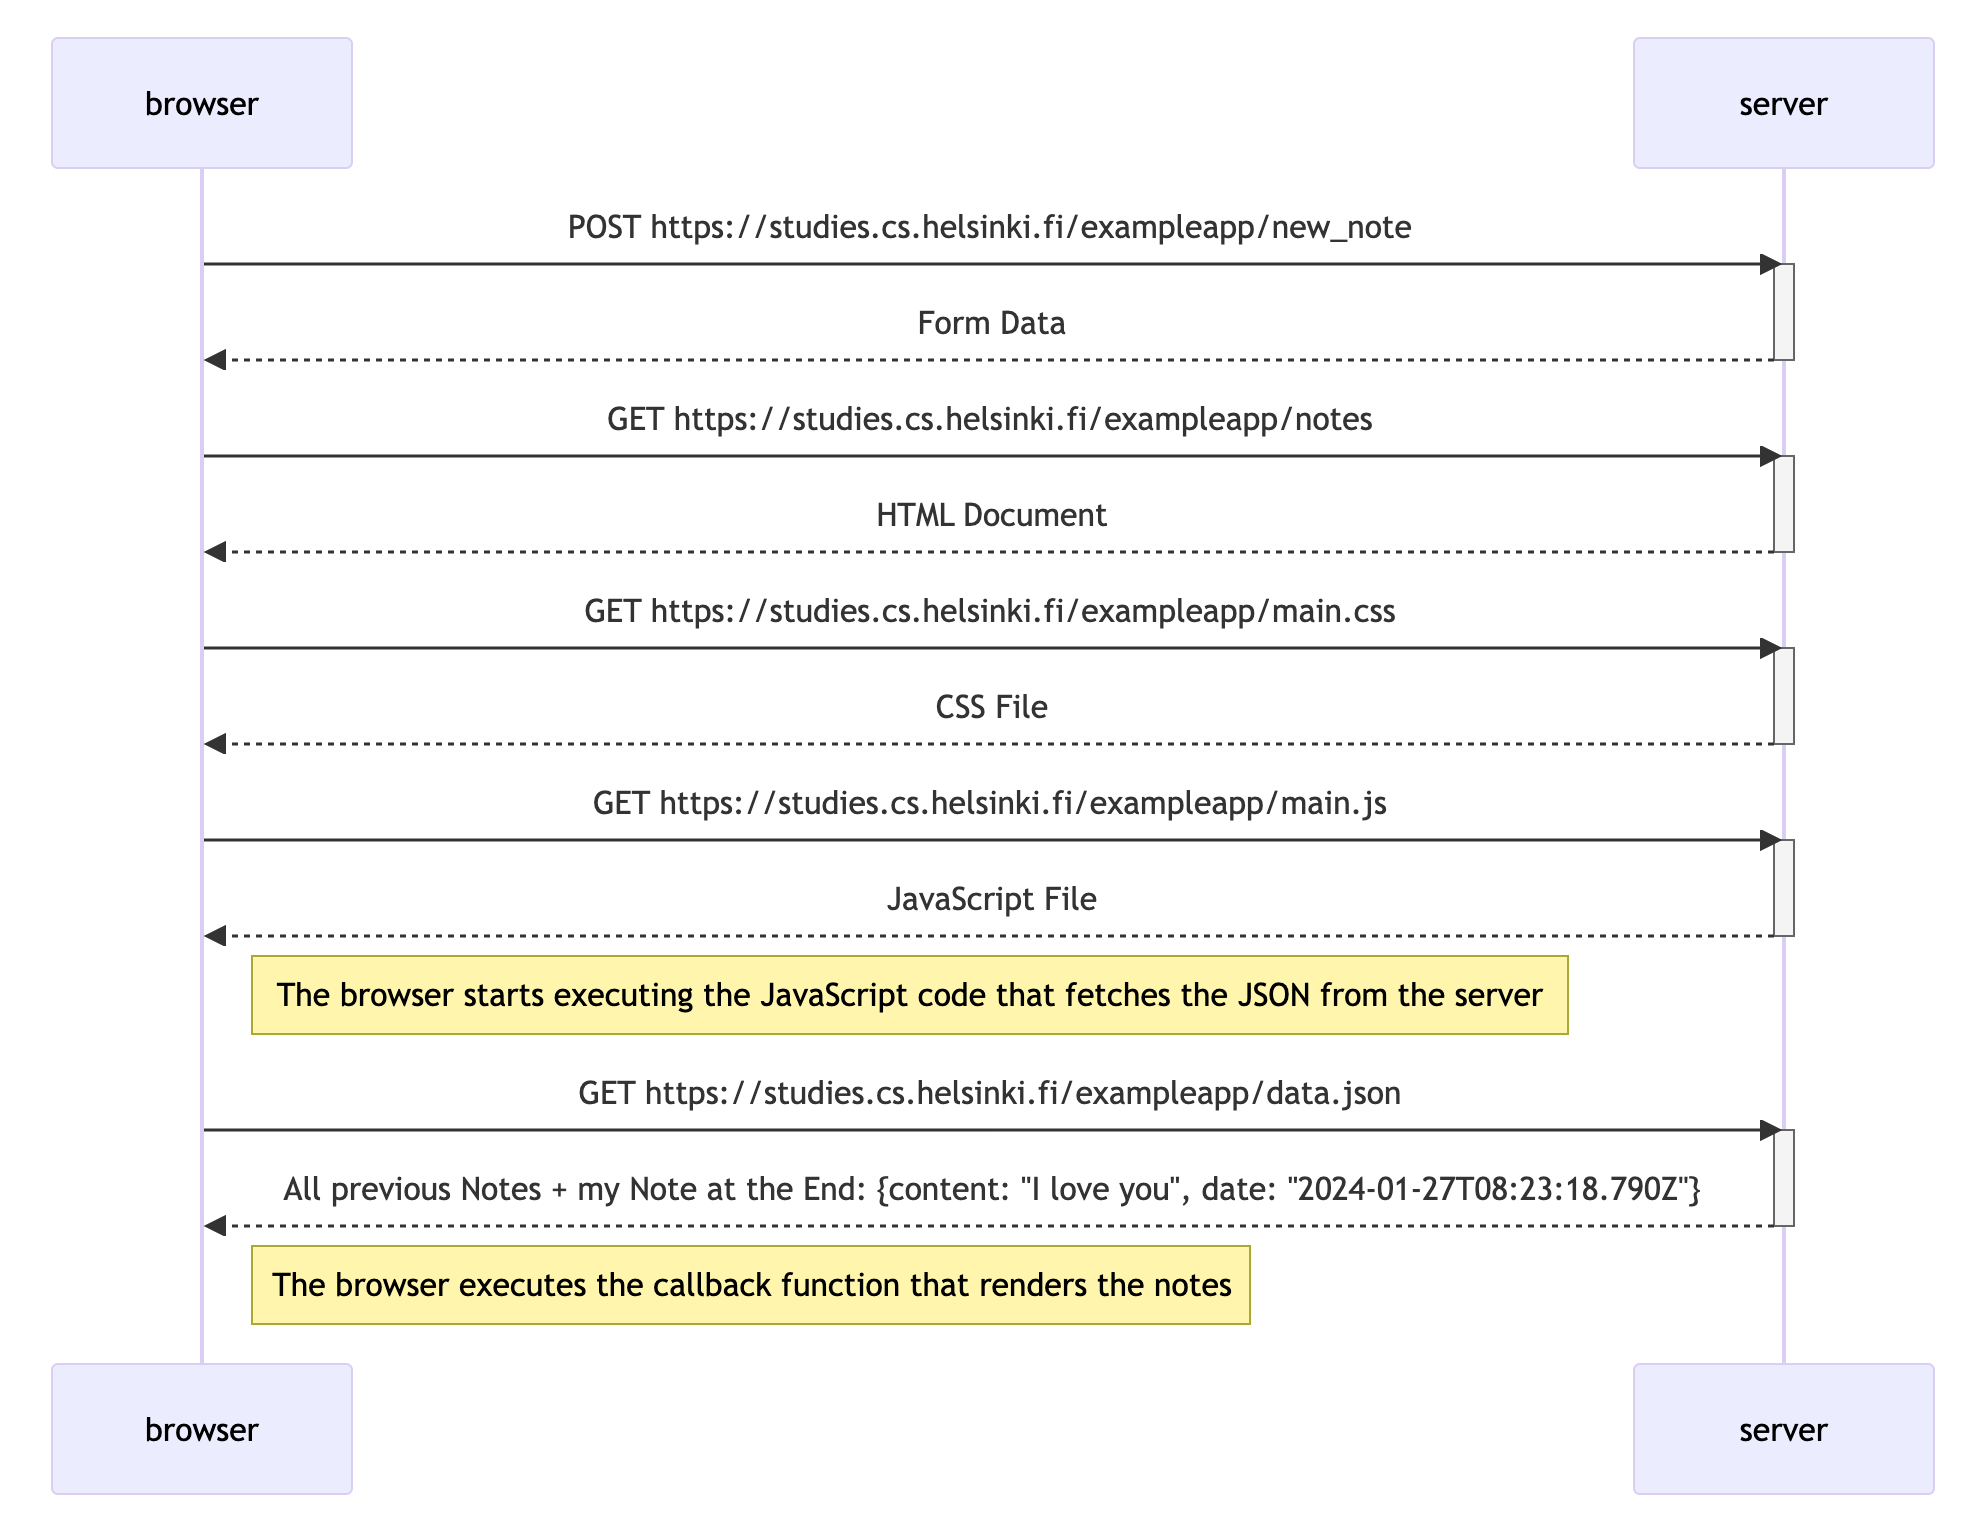 browser
server
POST https://studies.cs.helsinki.fi/exampleapp/new_note
Form Data
GET https://studies.cs.helsinki.fi/exampleapp/notes
HTML Document
GET https://studies.cs.helsinki.fi/exampleapp/main.css
CSS File
GET https://studies.cs.helsinki.fi/exampleapp/main.js
JavaScript File
The browser starts executing the JavaScript code that fetches the JSON from the server
GET https://studies.cs.helsinki.fi/exampleapp/data.json
All previous Notes + my Note at the End: {content: "I love you", date: "2024-01-27T08:23:18.790Z"}
The browser executes the callback function that renders the notes
browser
server